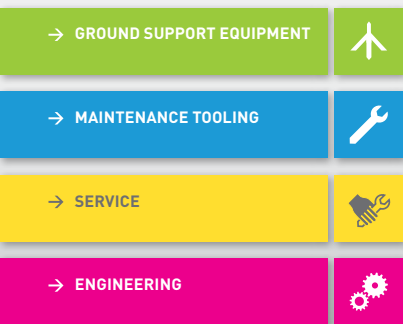 → GROUND SUPPORT EQUIPMENT
→ MAINTENANCE TOOLING
→ SERVICE
→ ENGINEERING